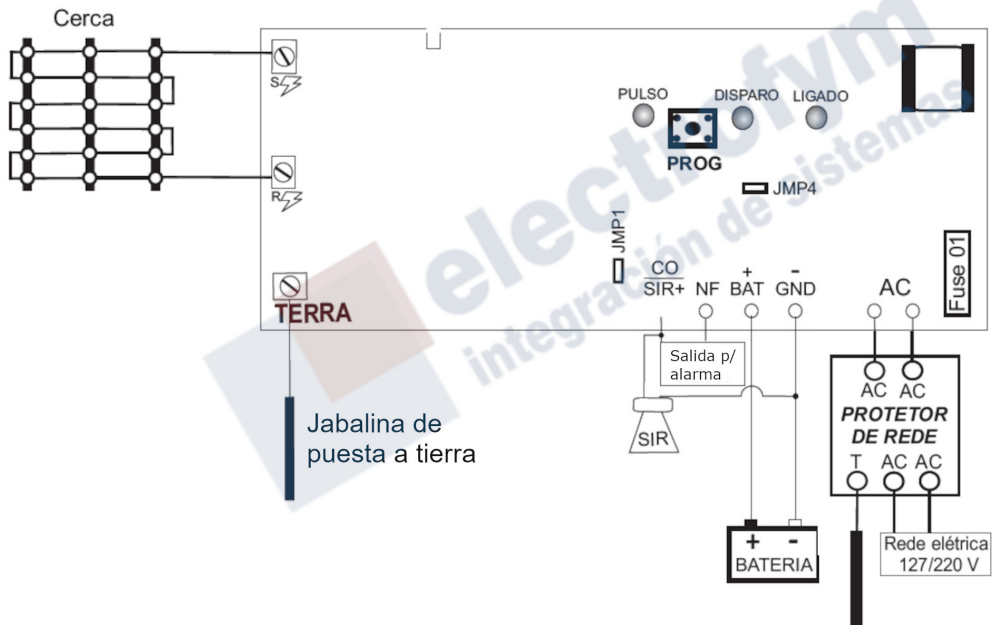 Cerca
S
R
TERRA
Jabalina de
puesta a tierra
PULSO
DISPARO
LIGADO
PROG
JMP4
JMP1
CO
SIR+
NF
+
BAT
-
GND
AC
Fuse 01
Salida p/
alarma
SIR
+ -
BATERIA
AC AC
PROTETOR
DE REDE
T AC AC
Rede elétrica
127/220 V
electrofym
integración de sistemas